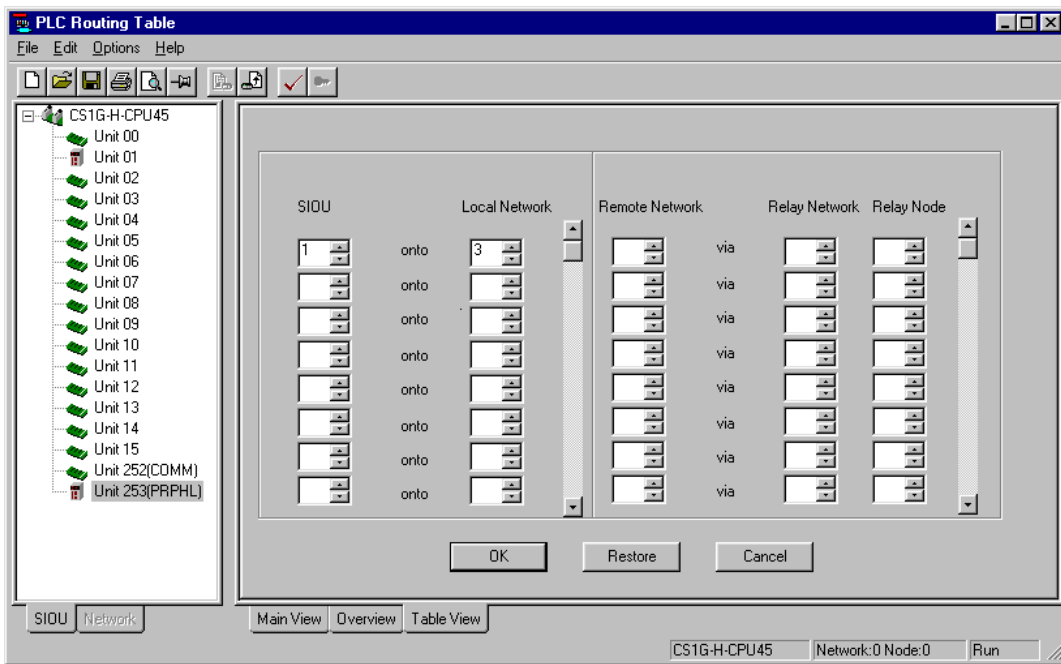 PLC Routing Table
File Edit Options Help
CS1G-H-CPU45
Unit 00
Unit 01
Unit 02
Unit 03
Unit 04
Unit 05
Unit 06
Unit 07
Unit 08
Unit 09
Unit 10
Unit 11
Unit 12
Unit 13
Unit 14
Unit 15
Unit 252(COMM)
Unit 253(PRPHL)
SIOU Network
SIOU Local Network Remote Network Relay Network Relay Node
1 onto 3 via
onto via
onto via
onto via
onto via
onto via
onto via
onto via
OK Restore Cancel
Main View Overview Table View
CS1G-H-CPU45 Network:0 Node:0 Run